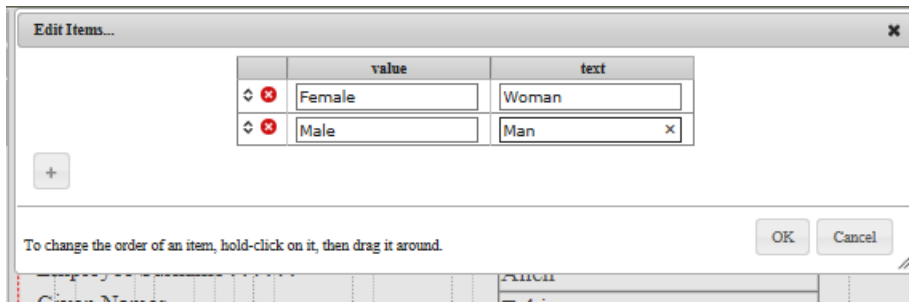 Edit Items...
value text
Female Woman
Male Man
+
To change the order of an item, hold-click on it, then drag it around.
OK Cancel